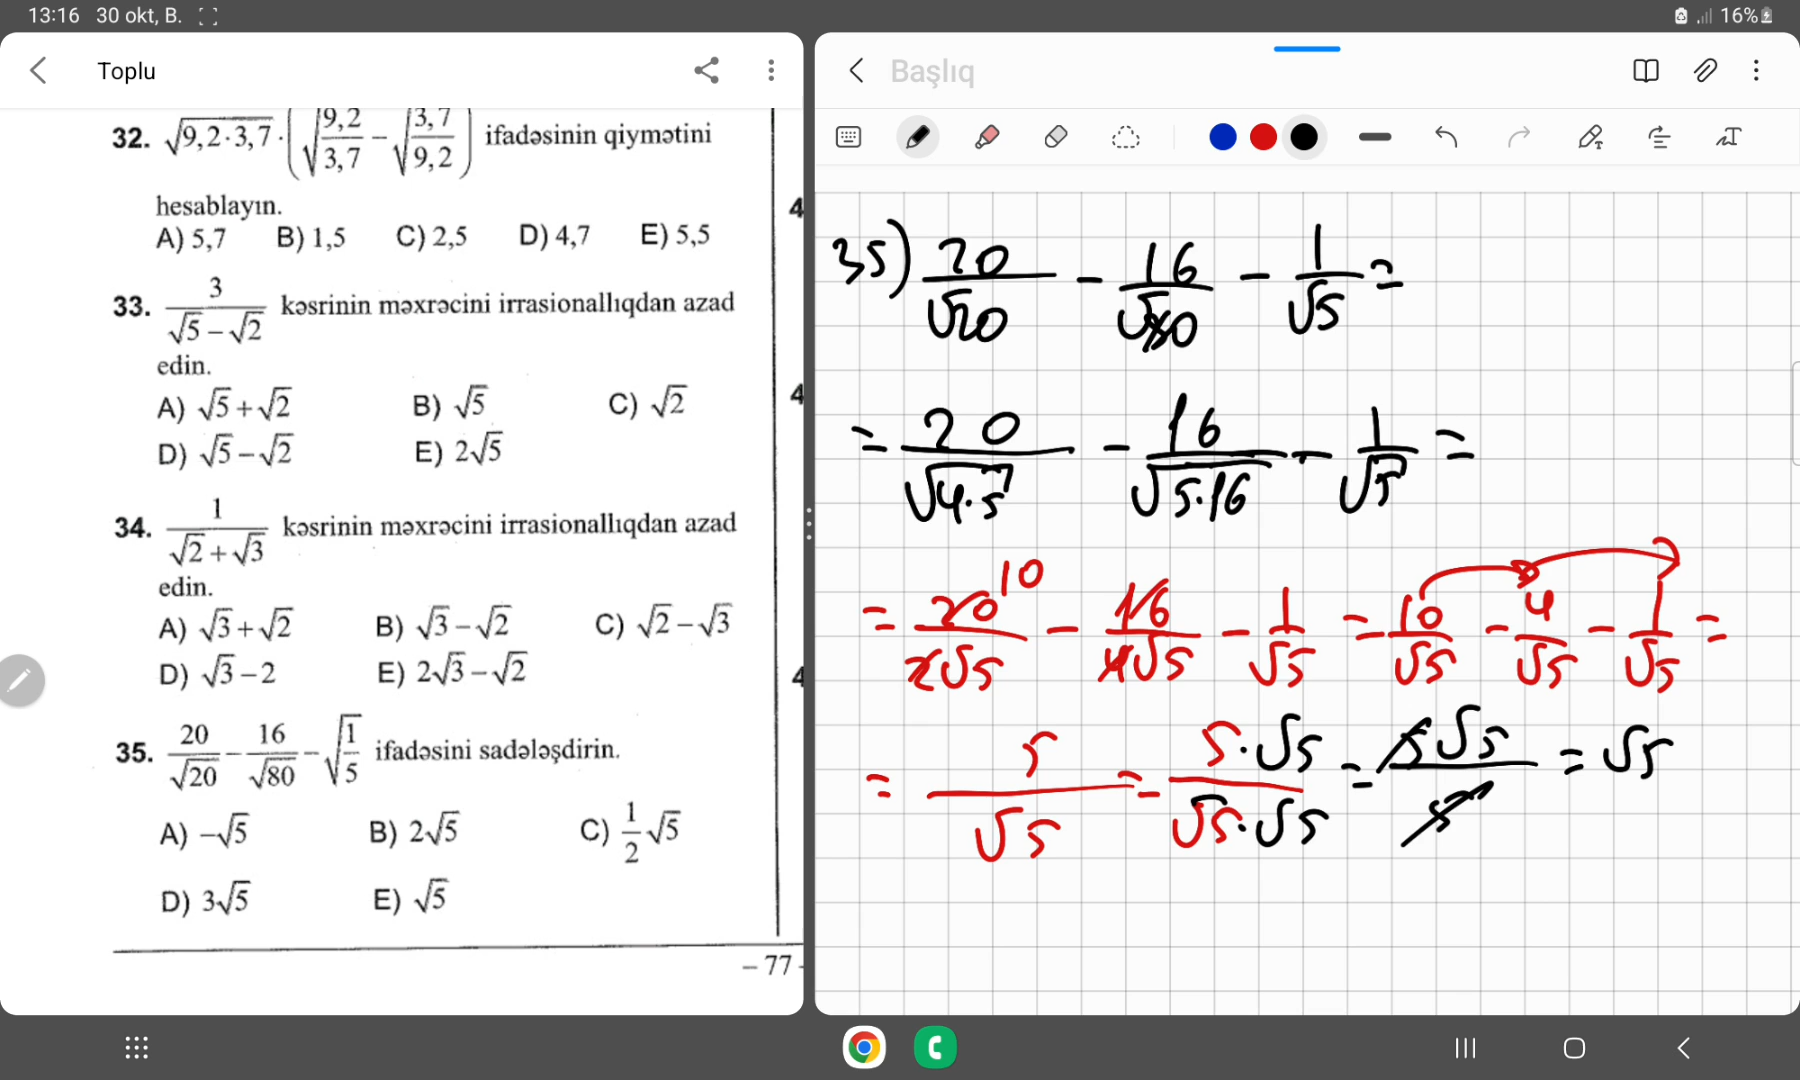 13:16 30 okt, B. 16%
Toplu
32. √9,2·3,7 · (√9,2/3,7 − √3,7/9,2) ifadəsinin qiymətini
hesablayın.
A) 5,7 B) 1,5 C) 2,5 D) 4,7 E) 5,5
33. 3/(√5−√2) kəsrinin məxrəcini irrasionallıqdan azad
edin.
A) √5+√2 B) √5 C) √2
D) √5−√2 E) 2√5
34. 1/(√2+√3) kəsrinin məxrəcini irrasionallıqdan azad
edin.
A) √3+√2 B) √3−√2 C) √2−√3
D) √3−2 E) 2√3−√2
35. 20/√20 − 16/√80 − √1/5 ifadəsini sadələşdirin.
A) −√5 B) 2√5 C) 1/2 √5
D) 3√5 E) √5
– 77 -
4
4
4
Başlıq
35) 20/√20 − 16/√80 − 1/√5 =
= 20/√4·5 − 16/√5·16 − 1/√5 =
= 20 10/2√5 − 16/4√5 − 1/√5 = 10/√5 − 4/√5 − 1/√5 =
= 5/√5 = 5·√5/√5·√5 = 5√5/5 = √5